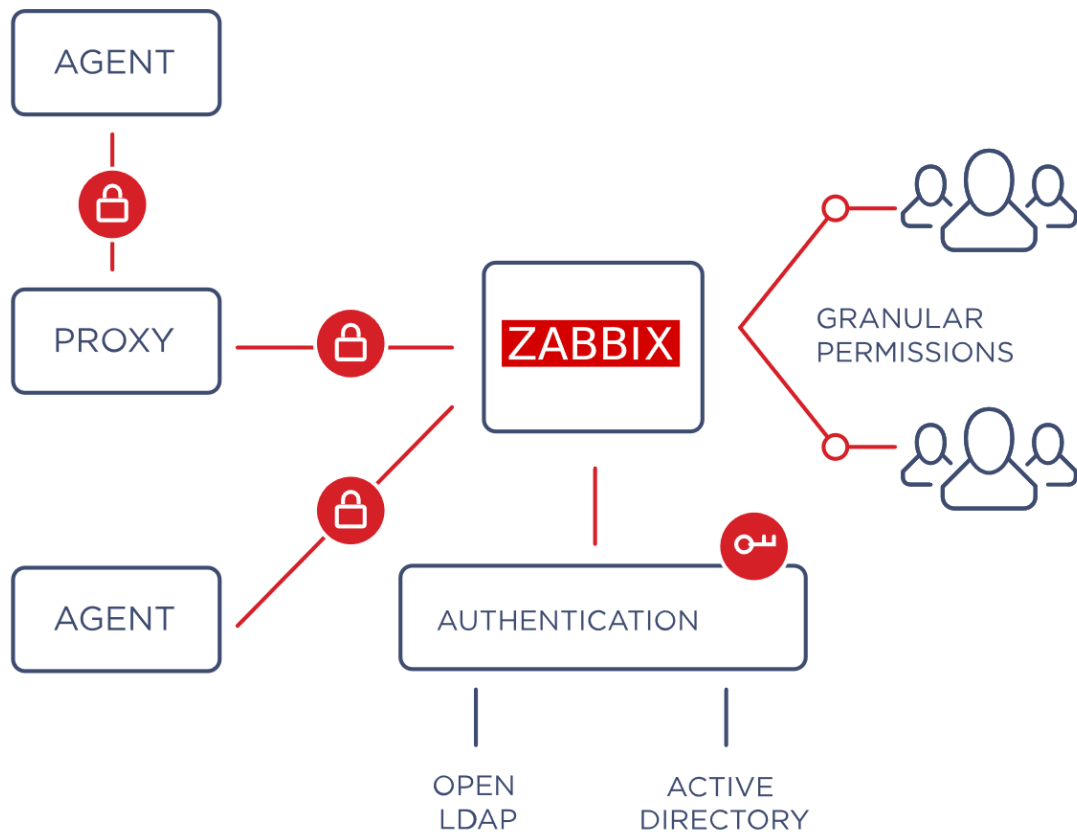 AGENT
PROXY
ZABBIX
GRANULAR
PERMISSIONS
AGENT
AUTHENTICATION
OPEN
LDAP
ACTIVE
DIRECTORY